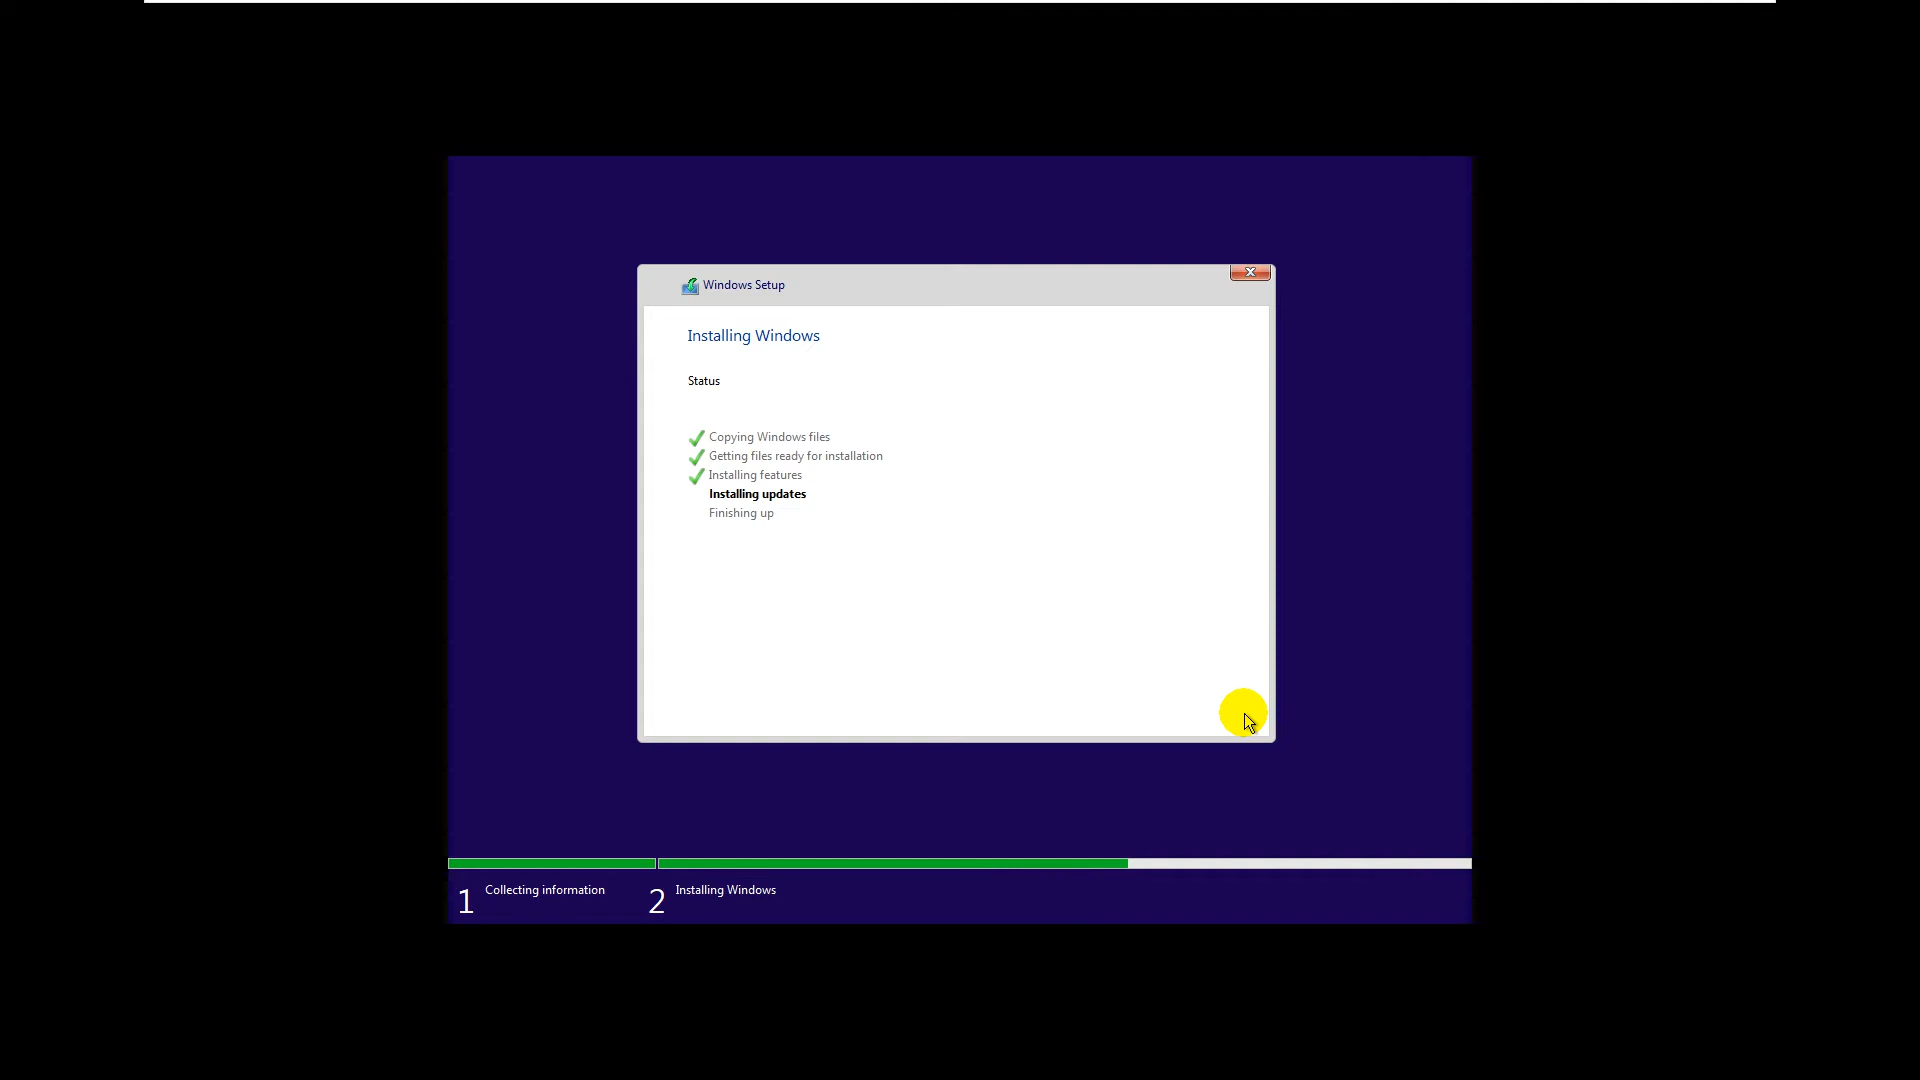 Windows Setup
Installing Windows
Status
Copying Windows files
Getting files ready for installation
Installing features
Installing updates
Finishing up
1 Collecting information
2 Installing Windows